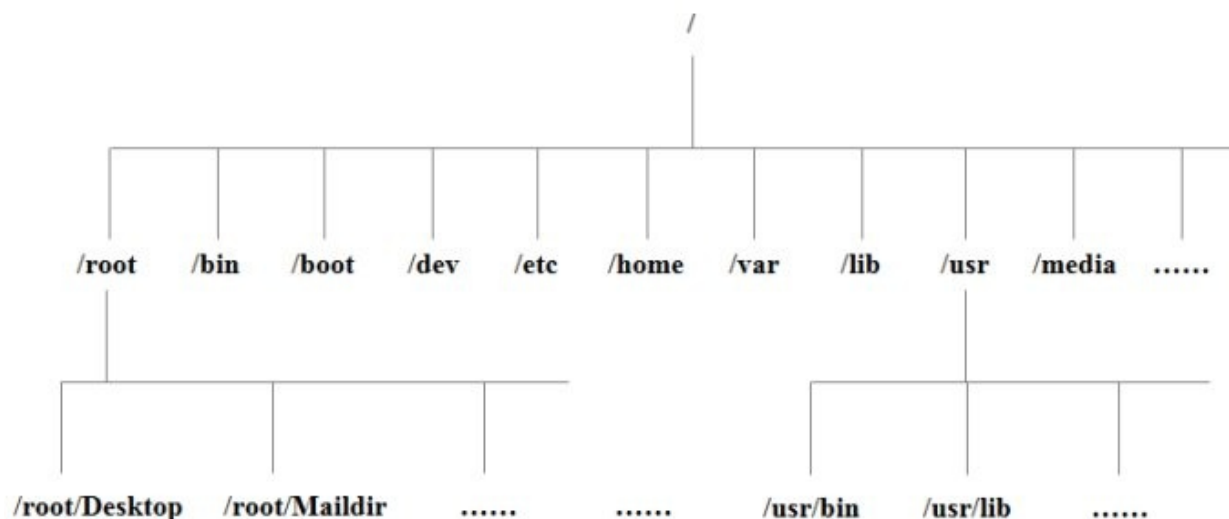 /
/root /bin /boot /dev /etc /home /var /lib /usr /media ......
/root/Desktop /root/Maildir ...... ...... /usr/bin /usr/lib ......